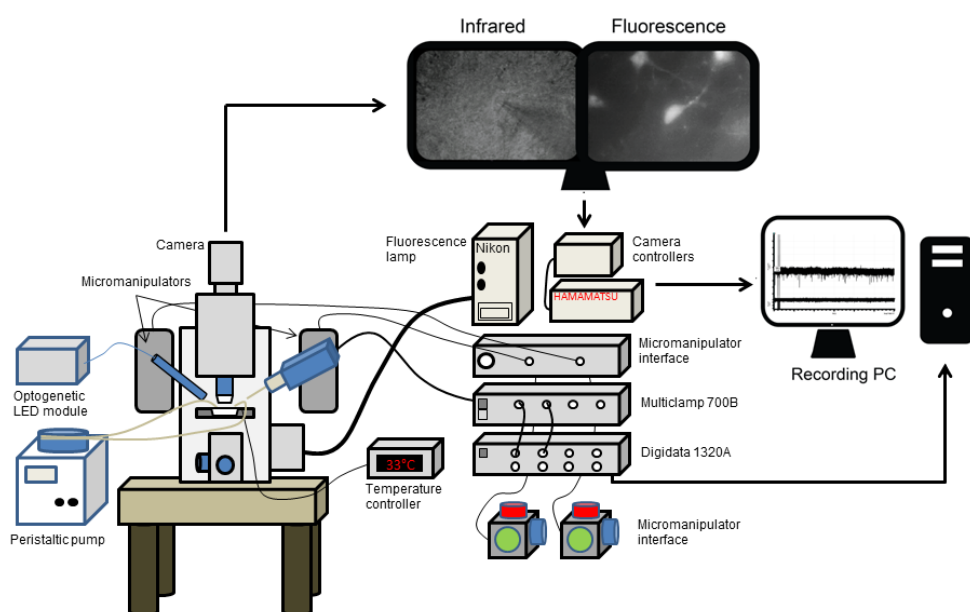 Infrared
Fluorescence
Camera
Fluorescence
lamp
Nikon
Camera
controllers
HAMAMATSU
Micromanipulators
Micromanipulator
interface
Recording PC
Optogenetic
LED module
Multiclamp 700B
33°C
Digidata 1320A
Temperature
controller
Peristaltic pump
Micromanipulator
interface